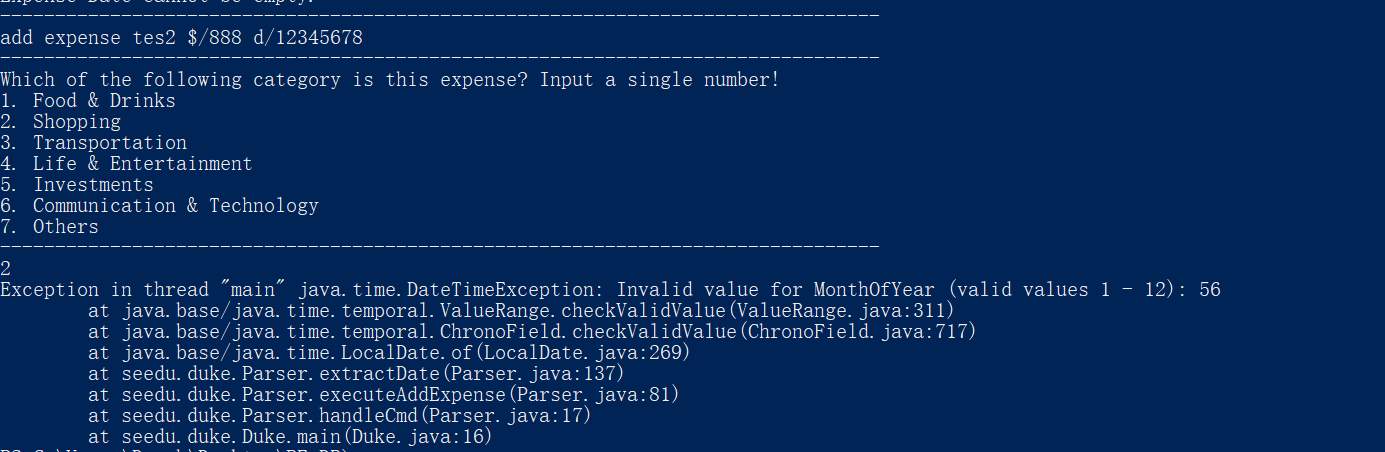 Expense Date cannot be empty.
--------------------------------------------------------------------------------
add expense tes2 $/888 d/12345678
--------------------------------------------------------------------------------
Which of the following category is this expense? Input a single number!
1. Food & Drinks
2. Shopping
3. Transportation
4. Life & Entertainment
5. Investments
6. Communication & Technology
7. Others
--------------------------------------------------------------------------------
2
Exception in thread "main" java.time.DateTimeException: Invalid value for MonthOfYear (valid values 1 - 12): 56
        at java.base/java.time.temporal.ValueRange.checkValidValue(ValueRange.java:311)
        at java.base/java.time.temporal.ChronoField.checkValidValue(ChronoField.java:717)
        at java.base/java.time.LocalDate.of(LocalDate.java:269)
        at seedu.duke.Parser.extractDate(Parser.java:137)
        at seedu.duke.Parser.executeAddExpense(Parser.java:81)
        at seedu.duke.Parser.handleCmd(Parser.java:17)
        at seedu.duke.Duke.main(Duke.java:16)